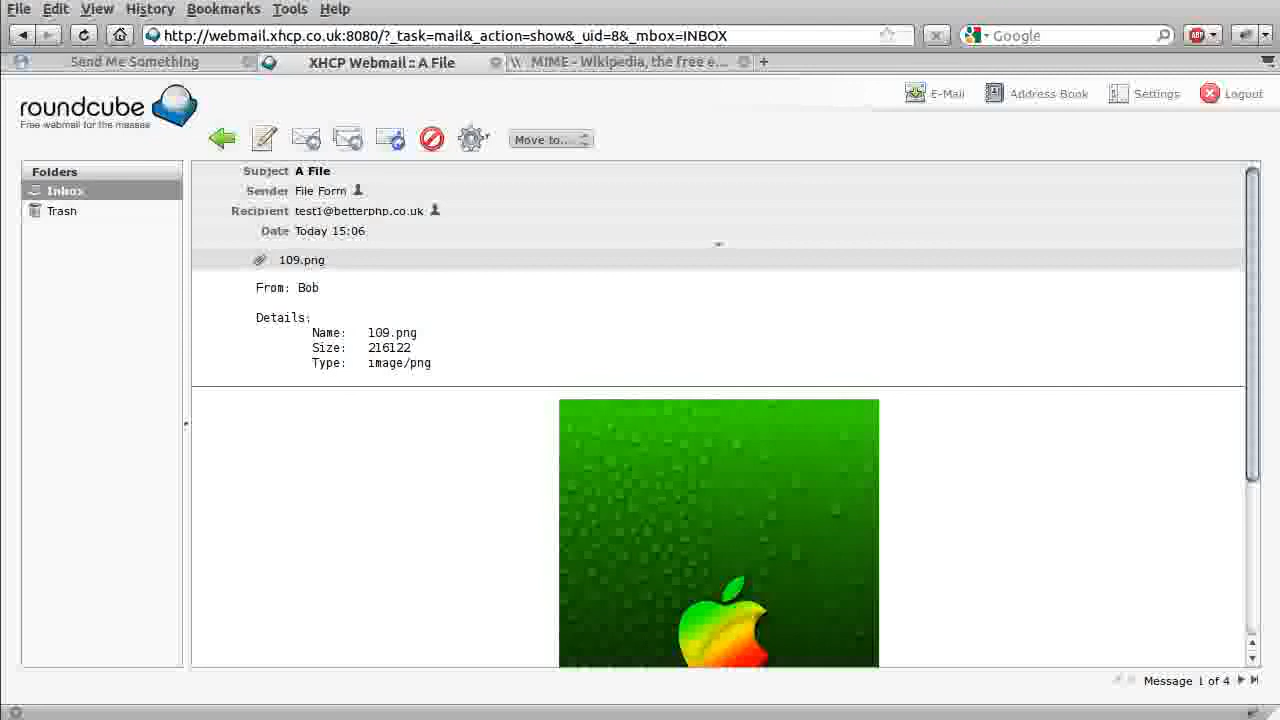 File Edit View History Bookmarks Tools Help
http://webmail.xhcp.co.uk:8080/?_task=mail&_action=show&_uid=8&_mbox=INBOX
Google
ABP
Send Me Something
XHCP Webmail :: A File
MIME - Wikipedia, the free e...
roundcube
Free webmail for the masses
E-Mail
Address Book
Settings
Logout
Move to...
Folders
Inbox
Trash
Subject A File
Sender File Form
Recipient test1@betterphp.co.uk
Date Today 15:06
109.png
From: Bob
Details:
Name: 109.png
Size: 216122
Type: image/png
Message 1 of 4